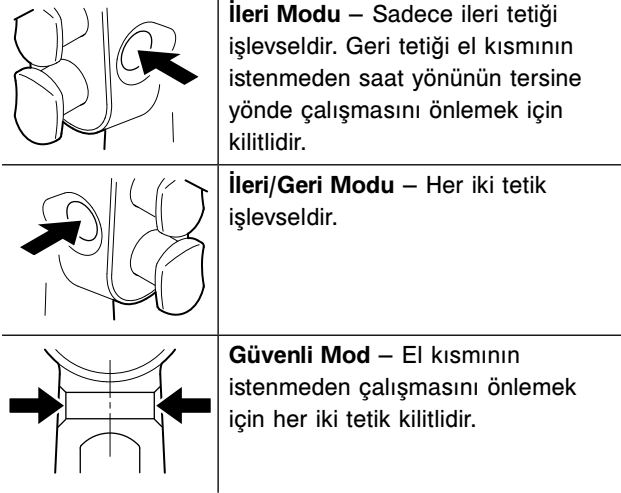 İleri Modu – Sadece ileri tetiği
işlevseldir. Geri tetiği el kısmının
istenmeden saat yönünün tersine
yönde çalışmasını önlemek için
kilitlidir.
İleri/Geri Modu – Her iki tetik
işlevseldir.
Güvenli Mod – El kısmının
istenmeden çalışmasını önlemek
için her iki tetik kilitlidir.